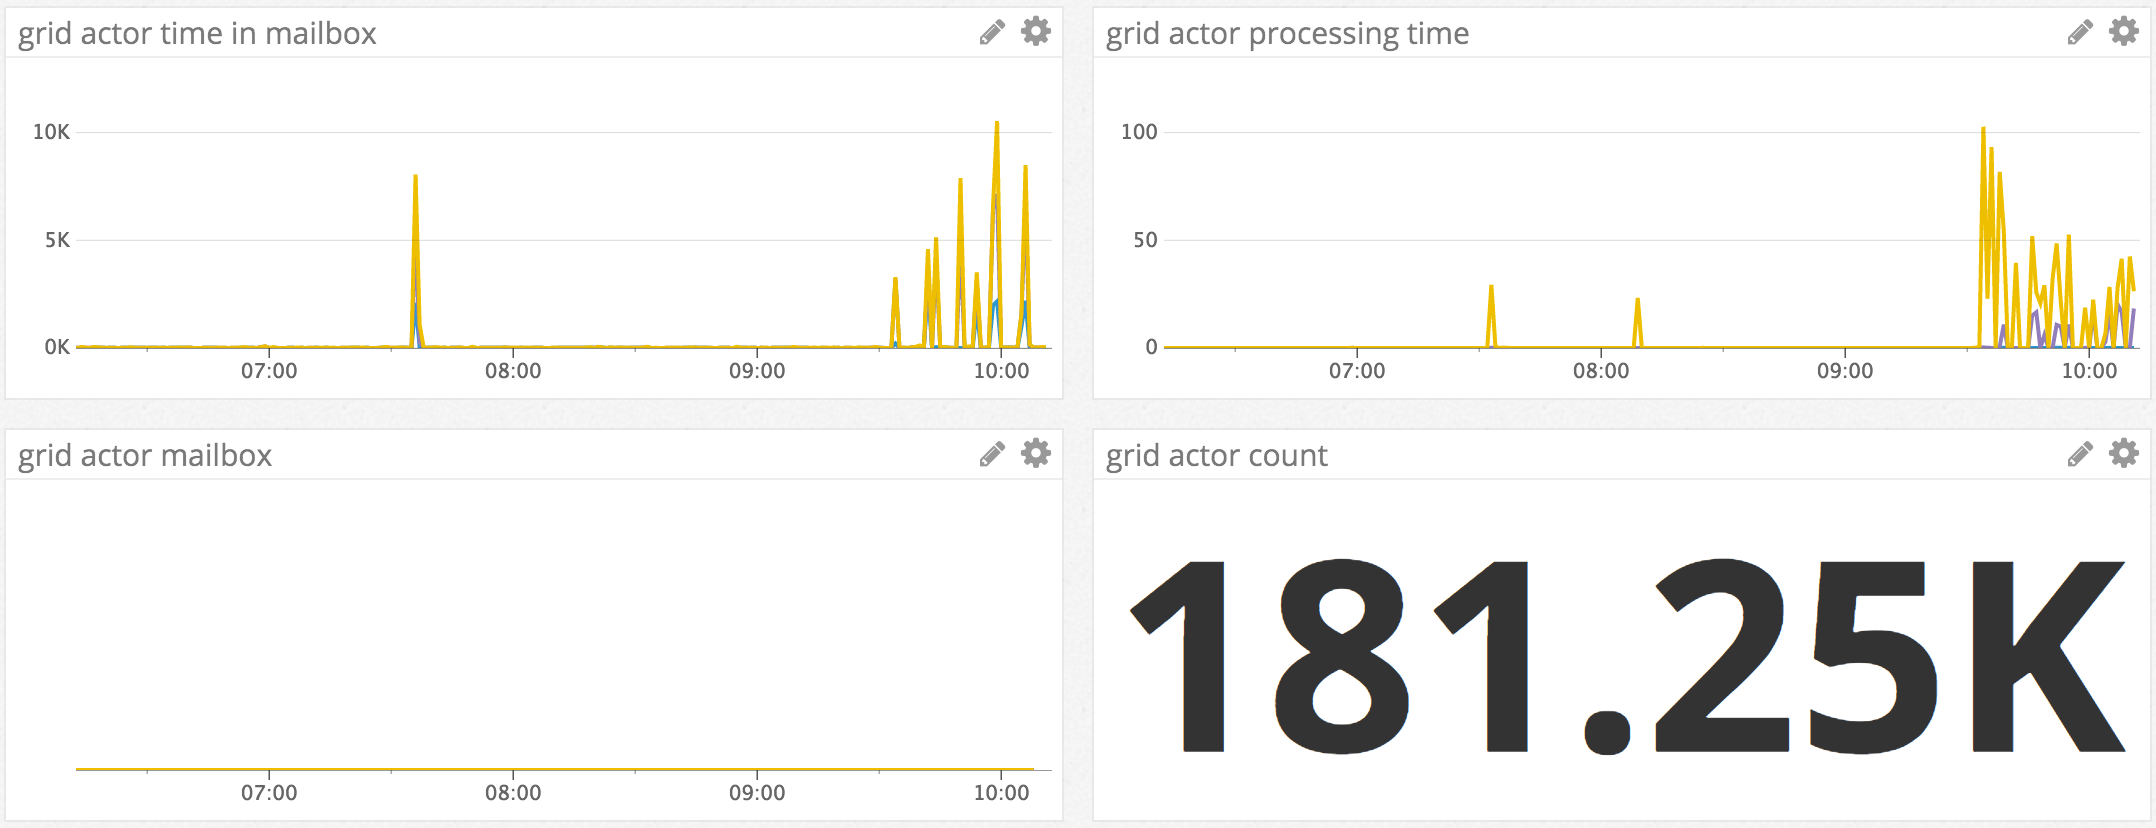 grid actor time in mailbox
10K
5K
0K
07:00 08:00 09:00 10:00
grid actor processing time
100
50
0
07:00 08:00 09:00 10:00
grid actor mailbox
07:00 08:00 09:00 10:00
grid actor count
181.25K